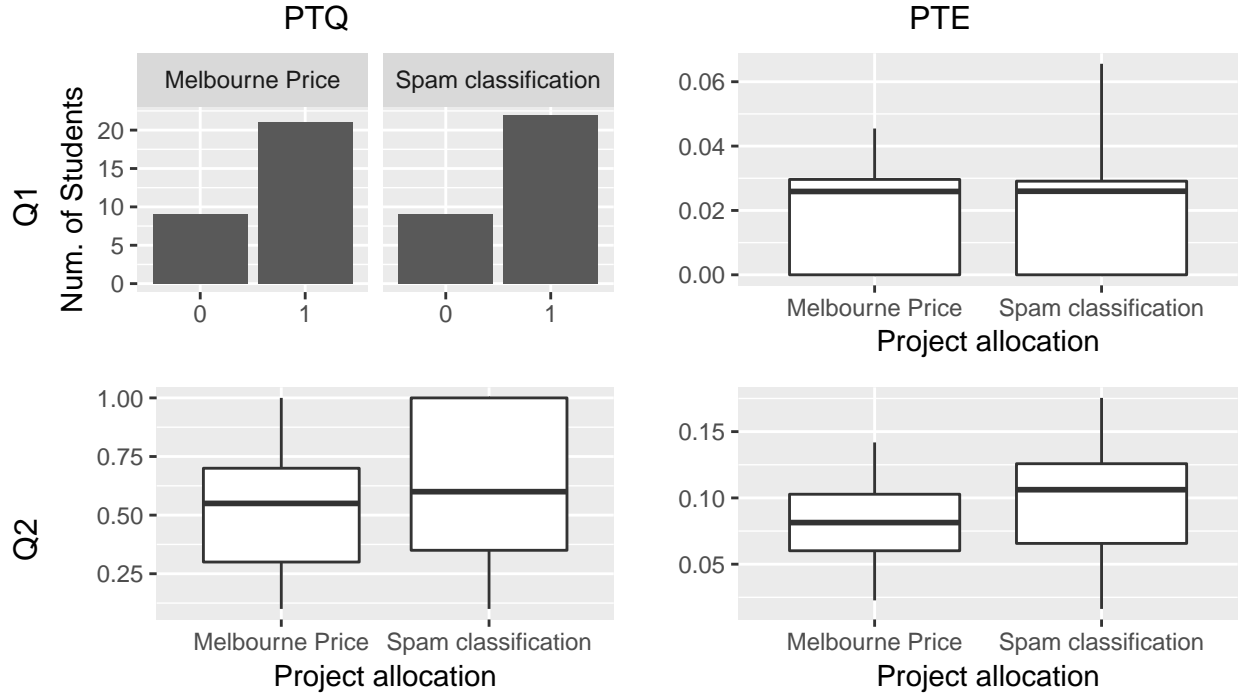 PTQ
PTE
Q1
Num. of Students
Melbourne Price
Spam classification
20
15
10
5
0
0
1
0
1
0.06
0.04
0.02
0.00
Melbourne Price
Spam classification
Project allocation
Q2
1.00
0.75
0.50
0.25
Melbourne Price
Spam classification
Project allocation
0.15
0.10
0.05
Melbourne Price
Spam classification
Project allocation